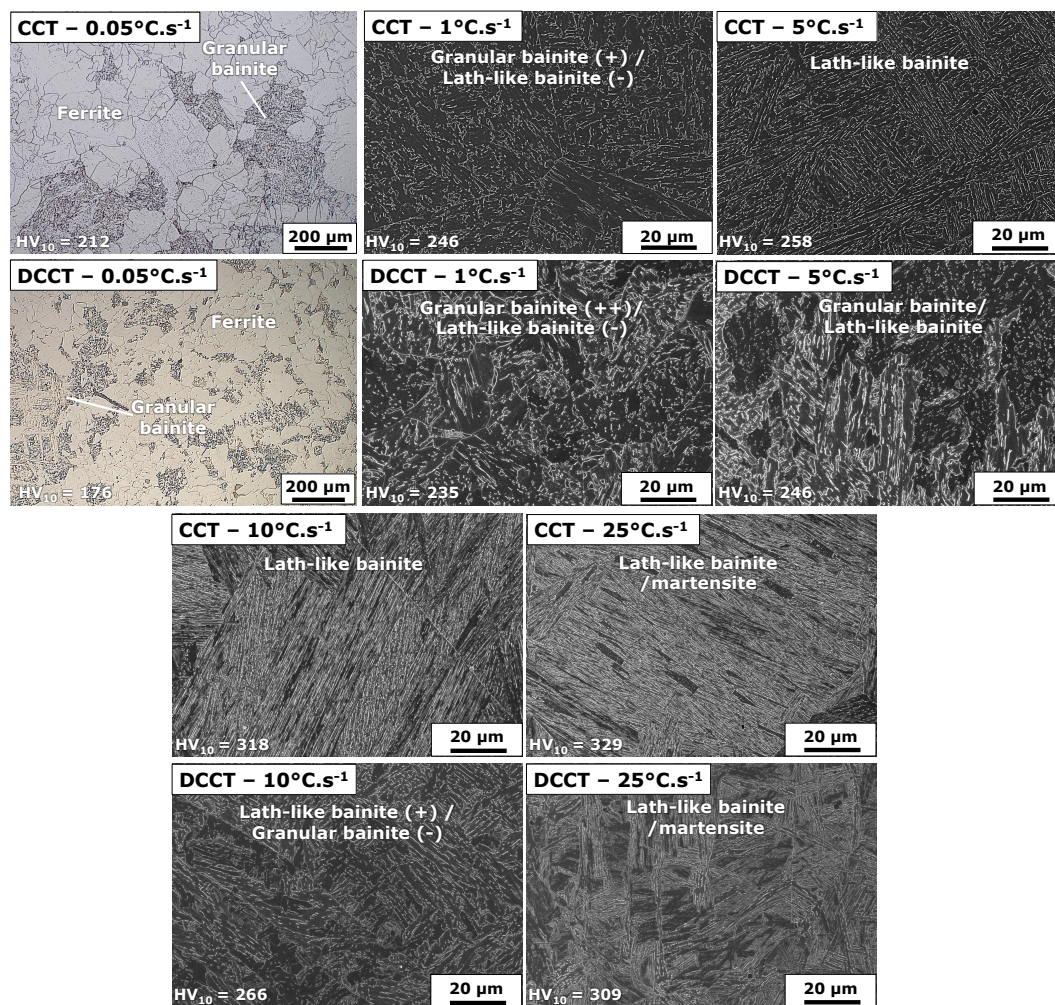 CCT – 0.05°C.s⁻¹
Granular
bainite
Ferrite
HV₁₀ = 212
200 µm
CCT – 1°C.s⁻¹
Granular bainite (+) /
Lath-like bainite (-)
HV₁₀ = 246
20 µm
CCT – 5°C.s⁻¹
Lath-like bainite
HV₁₀ = 258
20 µm
DCCT – 0.05°C.s⁻¹
Ferrite
Granular
bainite
HV₁₀ = 176
200 µm
DCCT – 1°C.s⁻¹
Granular bainite (++)/
Lath-like bainite (-)
HV₁₀ = 235
20 µm
DCCT – 5°C.s⁻¹
Granular bainite/
Lath-like bainite
HV₁₀ = 246
20 µm
CCT – 10°C.s⁻¹
Lath-like bainite
HV₁₀ = 318
20 µm
CCT – 25°C.s⁻¹
Lath-like bainite
/martensite
HV₁₀ = 329
20 µm
DCCT – 10°C.s⁻¹
Lath-like bainite (+) /
Granular bainite (-)
HV₁₀ = 266
20 µm
DCCT – 25°C.s⁻¹
Lath-like bainite
/martensite
HV₁₀ = 309
20 µm